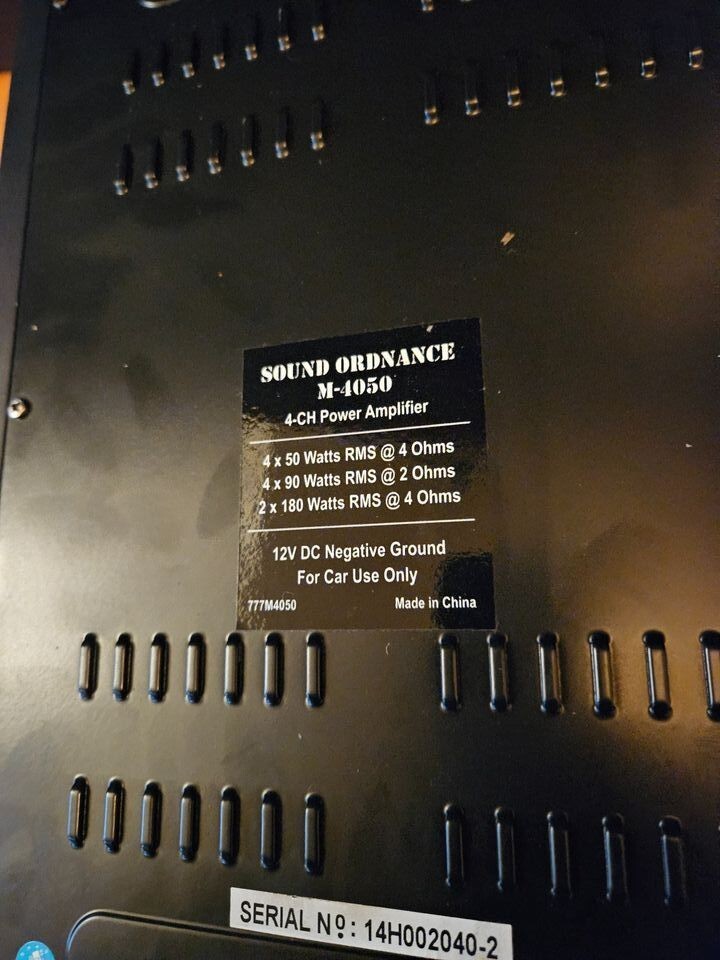 SOUND ORDNANCE
M-4050
4-CH Power Amplifier
4 x 50 Watts RMS @ 4 Ohms
4 x 90 Watts RMS @ 2 Ohms
2 x 180 Watts RMS @ 4 Ohms
12V DC Negative Ground
For Car Use Only
777M4050 Made in China
SERIAL Nº: 14H002040-2